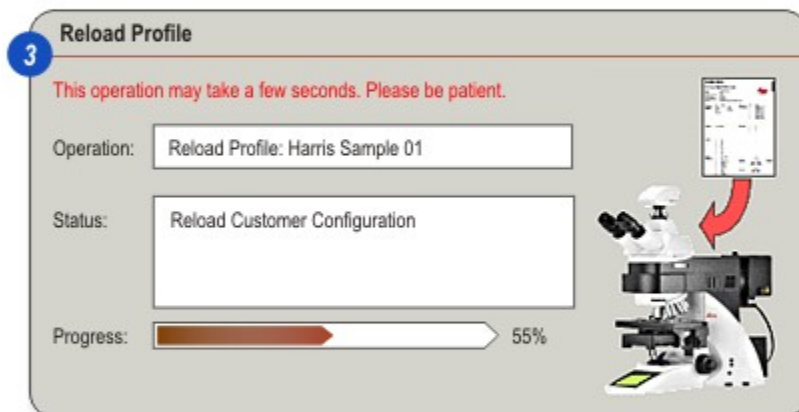 Reload Profile
3
This operation may take a few seconds. Please be patient.
Operation: Reload Profile: Harris Sample 01
Status: Reload Customer Configuration
Progress: 55%